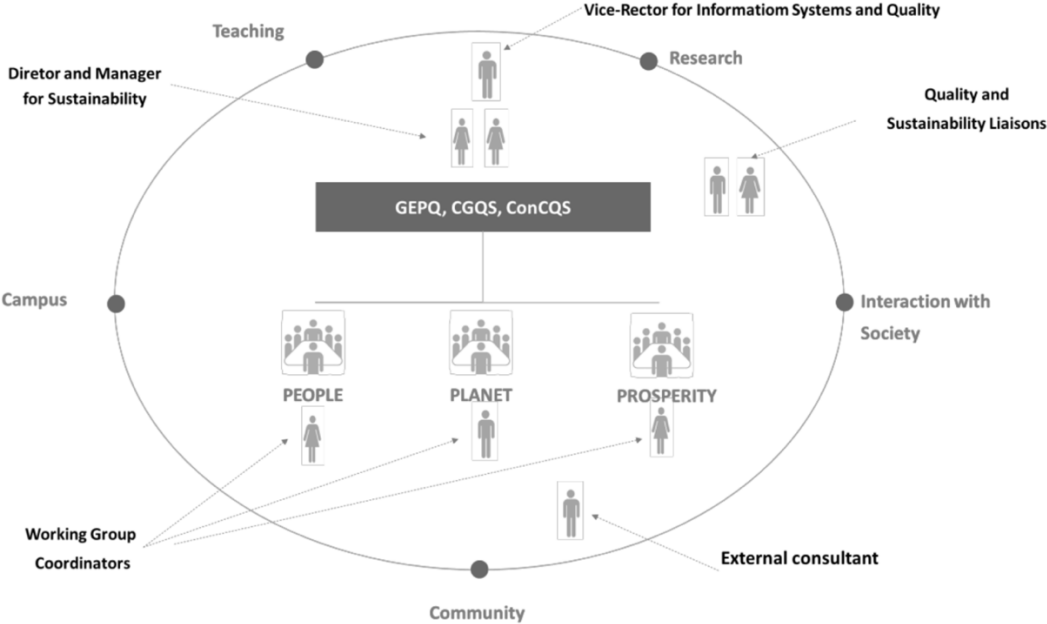 Vice-Rector for Informatiom Systems and Quality
Teaching
Research
Diretor and Manager
for Sustainability
Quality and
Sustainability Liaisons
GEPQ, CGQS, ConCQS
Campus
Interaction with
Society
PEOPLE
PLANET
PROSPERITY
Working Group
Coordinators
External consultant
Community